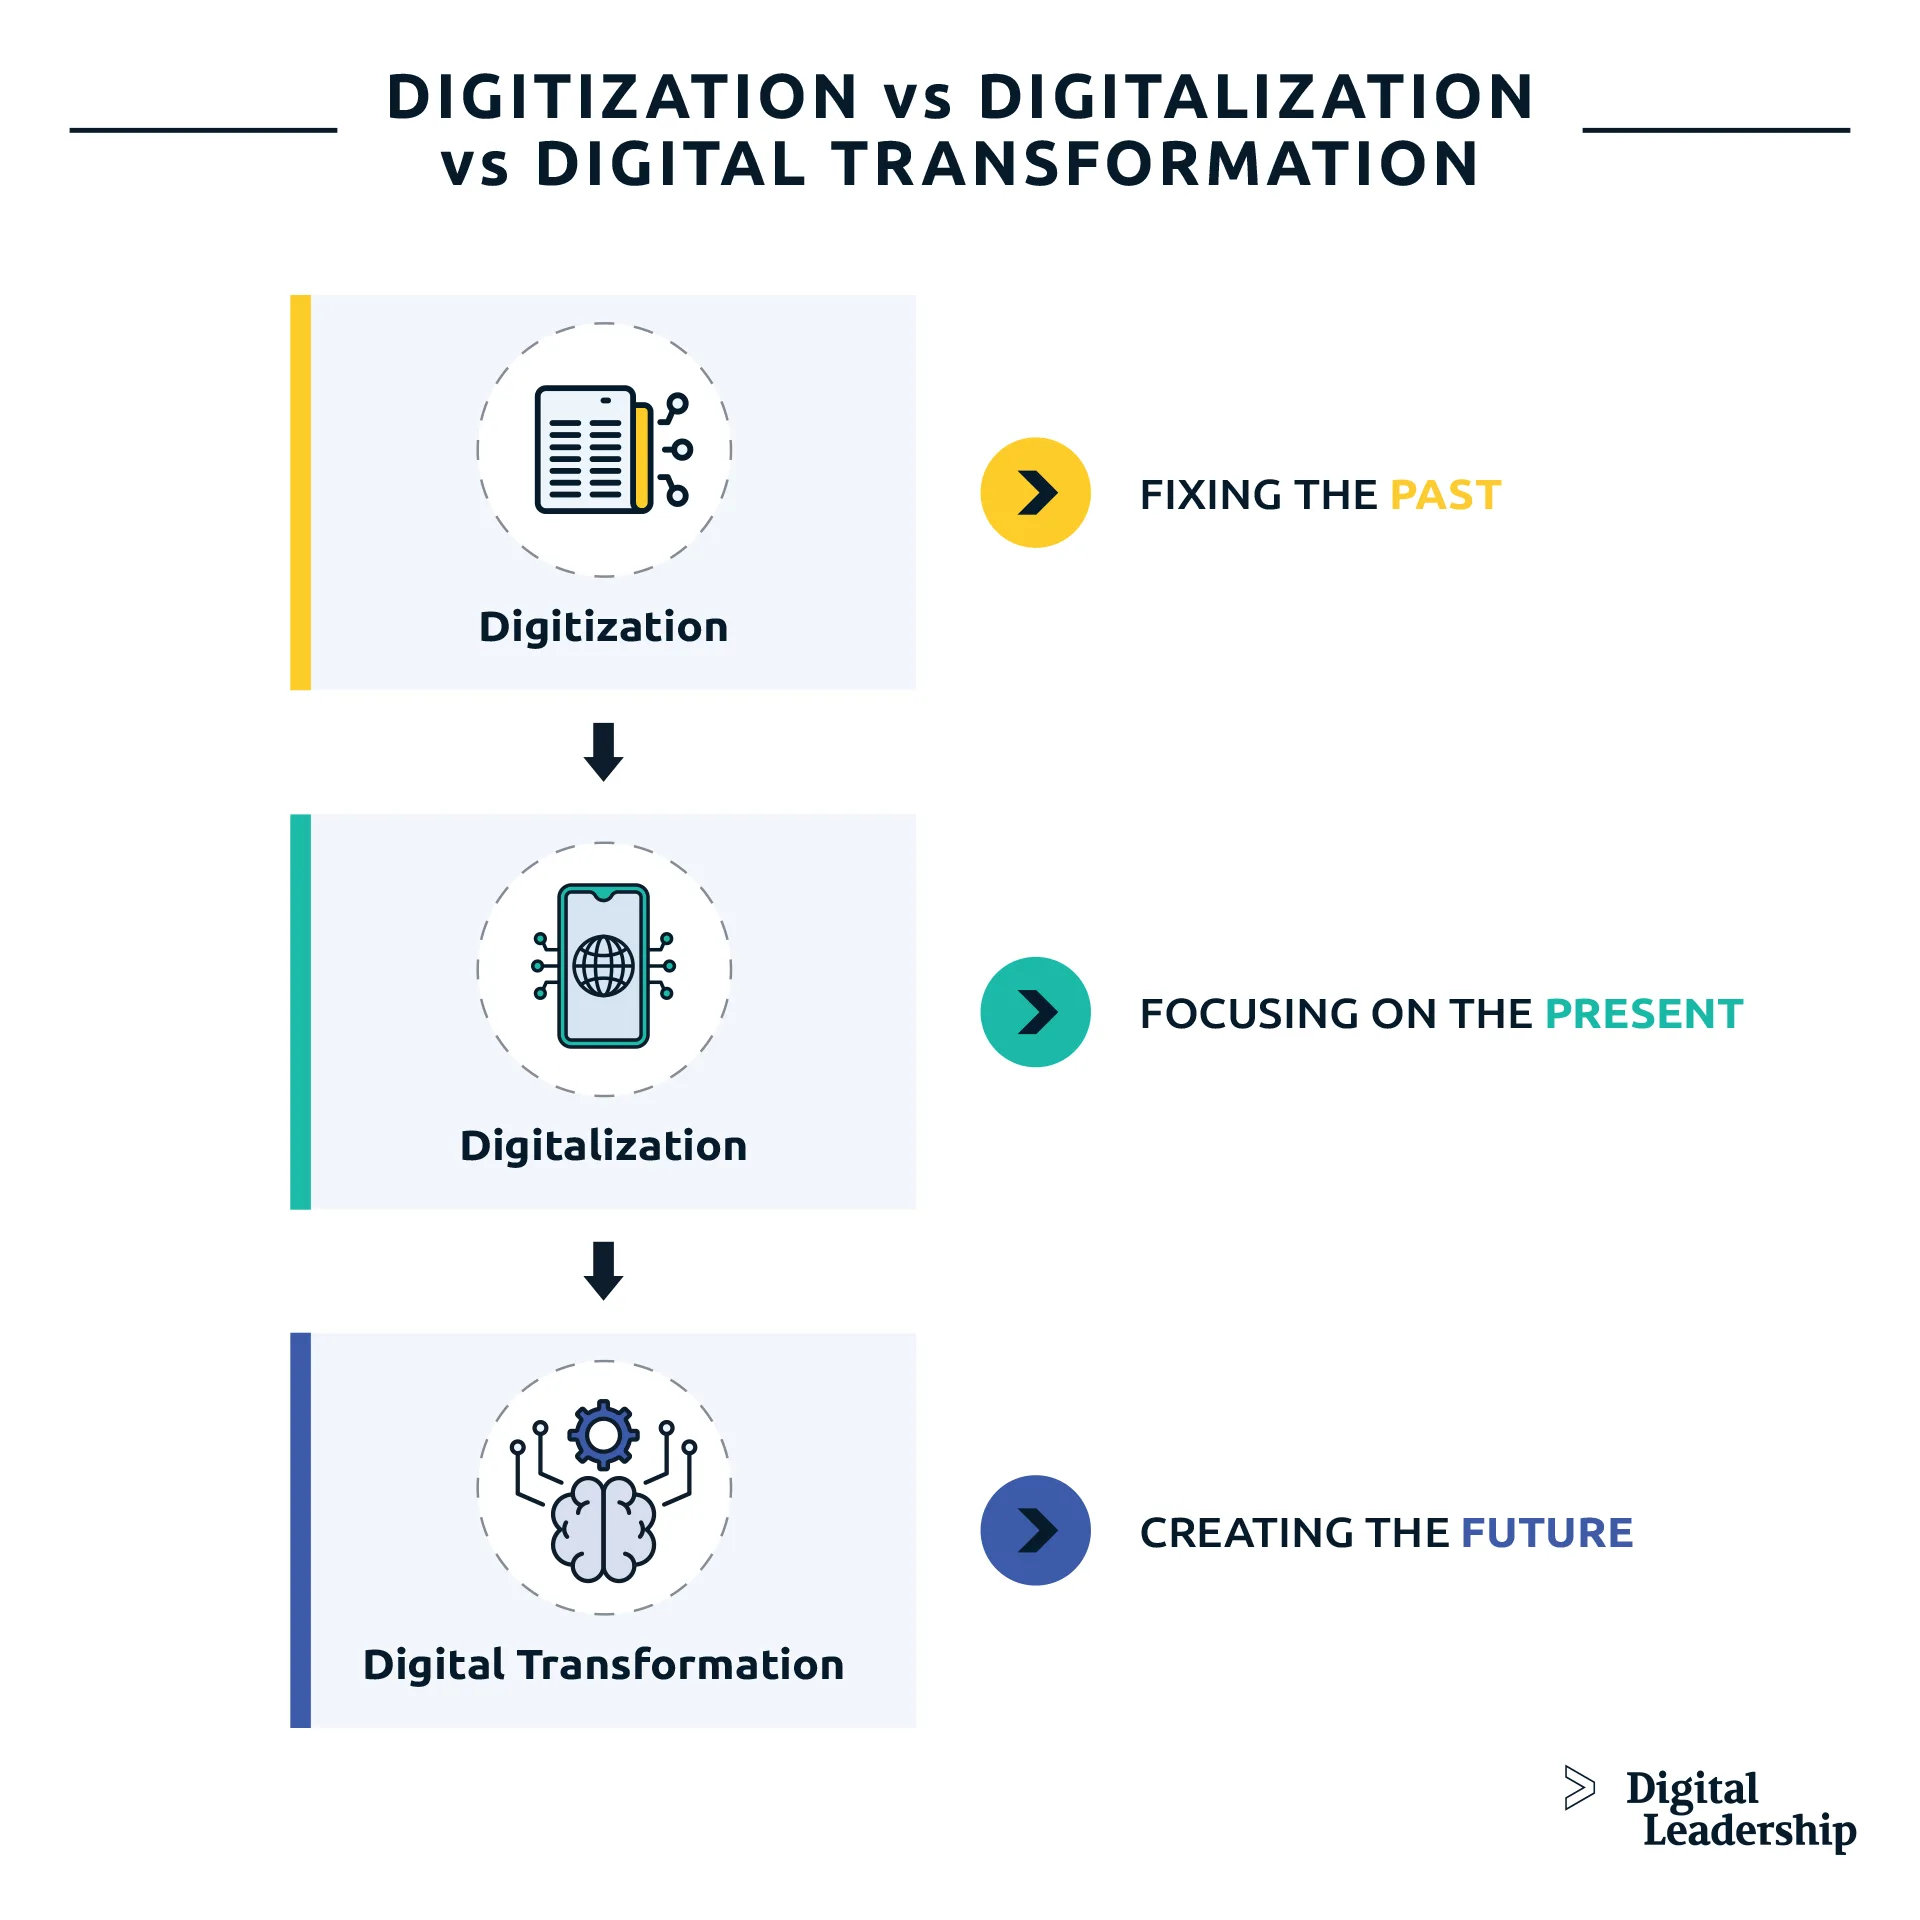 DIGITIZATION vs DIGITALIZATION
vs DIGITAL TRANSFORMATION
Digitization
FIXING THE PAST
Digitalization
FOCUSING ON THE PRESENT
Digital Transformation
CREATING THE FUTURE
Digital
Leadership